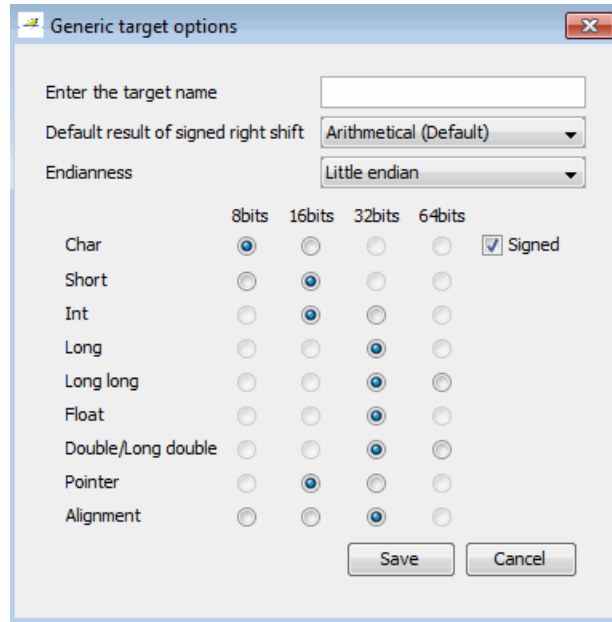 Generic target options
Enter the target name
Default result of signed right shift Arithmetical (Default)
Endianness Little endian
8bits 16bits 32bits 64bits
Char Signed
Short
Int
Long
Long long
Float
Double/Long double
Pointer
Alignment
Save Cancel